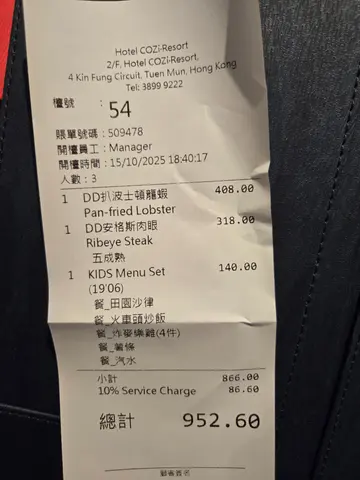 Hotel COZi·Resort
2/F, Hotel COZi·Resort,
4 Kin Fung Circuit, Tuen Mun, Hong Kong
Tel: 3899 9222
檯號 : 54
賬單號碼 : 509478
開檯員工 : Manager
開檯時間 : 15/10/2025 18:40:17
人數 : 3
1 DD扒波士頓龍蝦 408.00
Pan-fried Lobster
1 DD安格斯肉眼 318.00
Ribeye Steak
五成熟
1 KIDS Menu Set 140.00
(19'06)
餐_田園沙律
餐_火車頭炒飯
餐_炸麥樂雞(4件)
餐_薯條
餐_汽水
小計 866.00
10% Service Charge 86.60
總計 952.60
顧客簽名